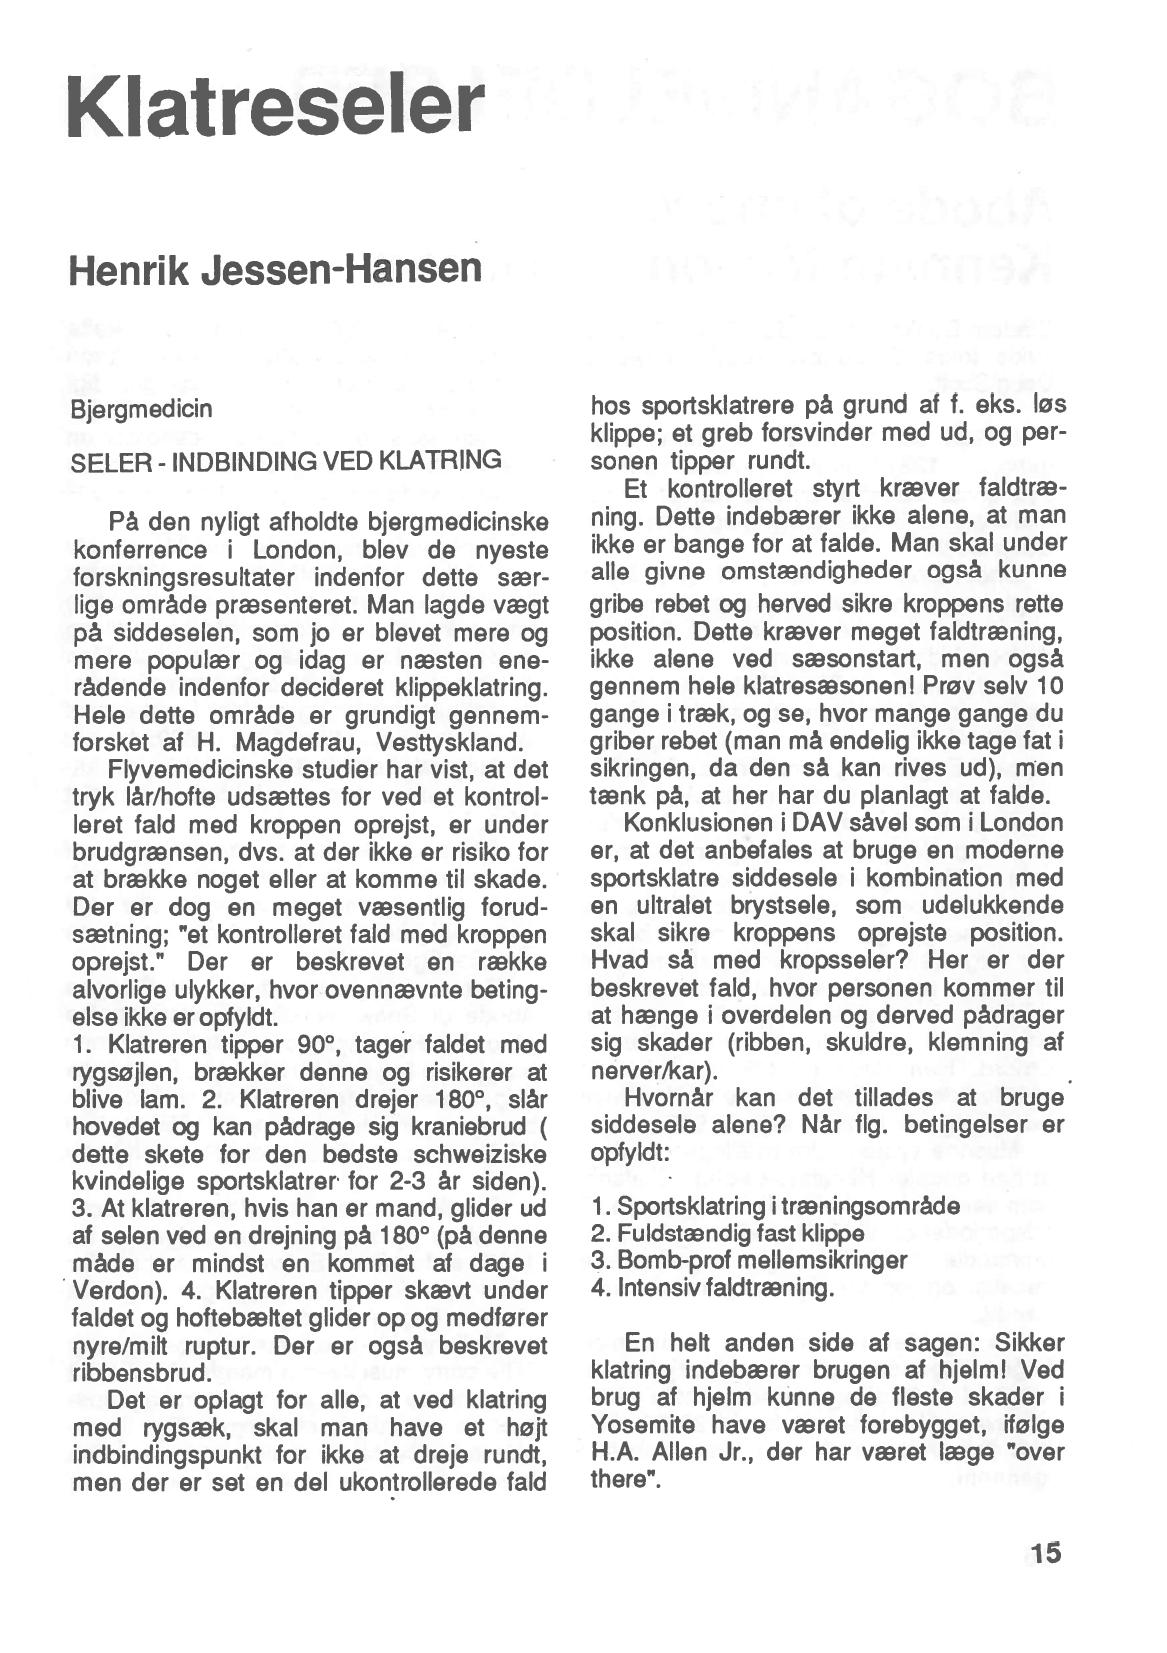 Klatreseler
Henrik Jessen-Hansen
Bjergmedicin
SELER - INDBINDING VED KLATRING
På den nyligt afholdte bjergmedicinske
konferrence i London, blev de nyeste
forskningsresultater indenfor dette sær-
lige område præsenteret. Man lagde vægt
på siddeselen, som jo er blevet mere og
mere populær og idag er næsten ene-
rådende indenfor decideret klippeklatring.
Hele dette område er grundigt gennem-
forsket af H. Magdefrau, Vesttyskland.
Flyvemedicinske studier har vist, at det
tryk lår/hofte udsættes for ved et kontrol-
leret fald med kroppen oprejst, er under
brudgrænsen, dvs. at der ikke er risiko for
at brække noget eller at komme til skade.
Der er dog en meget væsentlig forud-
sætning; "et kontrolleret fald med kroppen
oprejst." Der er beskrevet en række
alvorlige ulykker, hvor ovennævnte beting-
else ikke er opfyldt.
1. Klatreren tipper 90°, tager faldet med
rygsøjlen, brækker denne og risikerer at
blive lam. 2. Klatreren drejer 180°, slår
hovedet og kan pådrage sig kraniebrud (
dette skete for den bedste schweiziske
kvindelige sportsklatrer for 2-3 år siden).
3. At klatreren, hvis han er mand, glider ud
af selen ved en drejning på 180° (på denne
måde er mindst en kommet af dage i
Verdon). 4. Klatreren tipper skævt under
faldet og hoftebæltet glider op og medfører
nyre/milt ruptur. Der er også beskrevet
ribbensbrud.
Det er oplagt for alle, at ved klatring
med rygsæk, skal man have et højt
indbindingspunkt for ikke at dreje rundt,
men der er set en del ukontrollerede fald
hos sportsklatrere på grund af f. eks. løs
klippe; et greb forsvinder med ud, og per-
sonen tipper rundt.
Et kontrolleret styrt kræver faldtræ-
ning. Dette indebærer ikke alene, at man
ikke er bange for at falde. Man skal under
alle givne omstændigheder også kunne
gribe rebet og herved sikre kroppens rette
position. Dette kræver meget faldtræning,
ikke alene ved sæsonstart, men også
gennem hele klatresæsonen! Prøv selv 10
gange i træk, og se, hvor mange gange du
griber rebet (man må endelig ikke tage fat i
sikringen, da den så kan rives ud), men
tænk på, at her har du planlagt at falde.
Konklusionen i DAV såvel som i London
er, at det anbefales at bruge en moderne
sportsklatre siddesele i kombination med
en ultralet brystsele, som udelukkende
skal sikre kroppens oprejste position.
Hvad så med kropsseler? Her er der
beskrevet fald, hvor personen kommer til
at hænge i overdelen og derved pådrager
sig skader (ribben, skuldre, klemning af
nerver/kar).
Hvornår kan det tillades at bruge
siddesele alene? Når flg. betingelser er
opfyldt:
1. Sportsklatring i træningsområde
2. Fuldstændig fast klippe
3. Bomb-prof mellemsikringer
4. Intensiv faldtræning.
En helt anden side af sagen: Sikker
klatring indebærer brugen af hjelm! Ved
brug af hjelm kunne de fleste skader i
Yosemite have været forebygget, ifølge
H.A. Allen Jr., der har været læge "over
there".
15